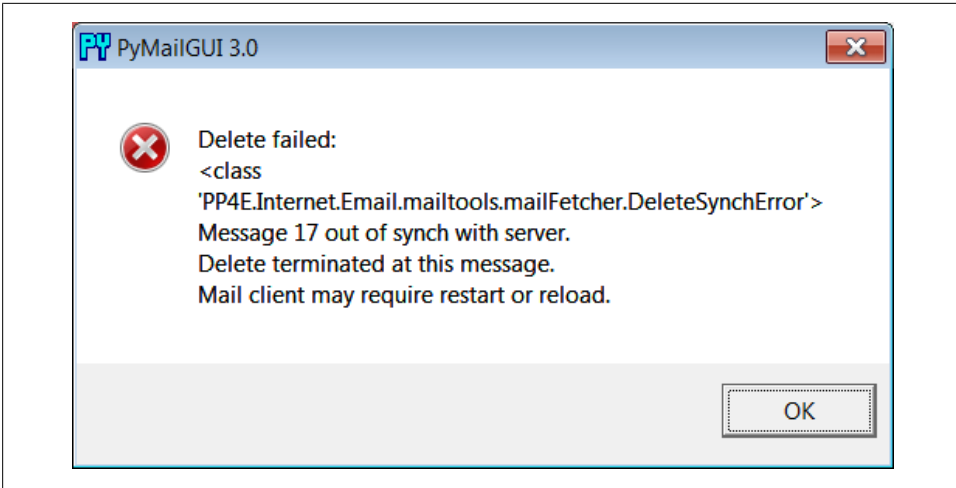 PY PyMailGUI 3.0
Delete failed:
<class
'PP4E.Internet.Email.mailtools.mailFetcher.DeleteSynchError'>
Message 17 out of synch with server.
Delete terminated at this message.
Mail client may require restart or reload.
OK